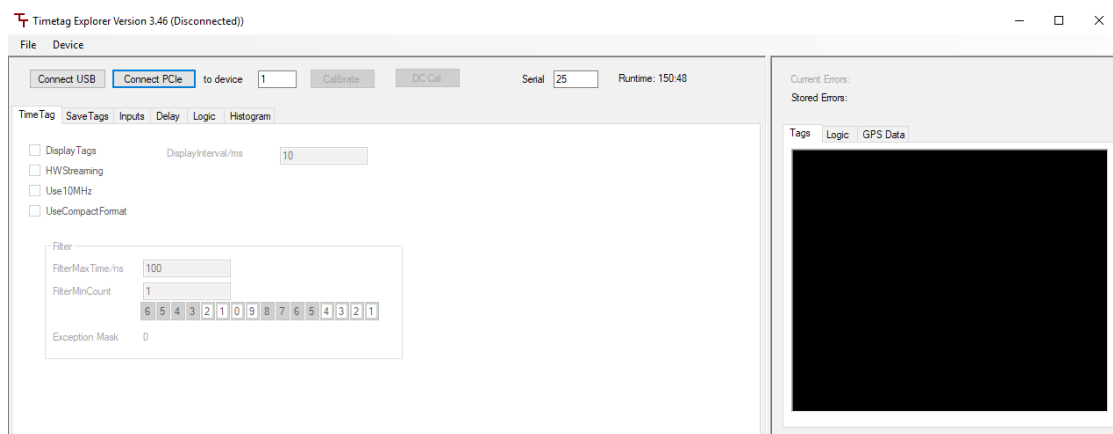 Timetag Explorer Version 3.46 (Disconnected))
File Device
Connect USB Connect PCIe to device 1 Calibrate DC Cal Serial 25 Runtime: 150:48
TimeTag SaveTags Inputs Delay Logic Histogram
DisplayTags DisplayInterval/ms 10
HWStreaming
Use10MHz
UseCompactFormat
Filter
FilterMaxTime/ns 100
FilterMinCount 1
6 5 4 3 2 1 0 9 8 7 6 5 4 3 2 1
Exception Mask 0
Current Errors:
Stored Errors:
Tags Logic GPS Data